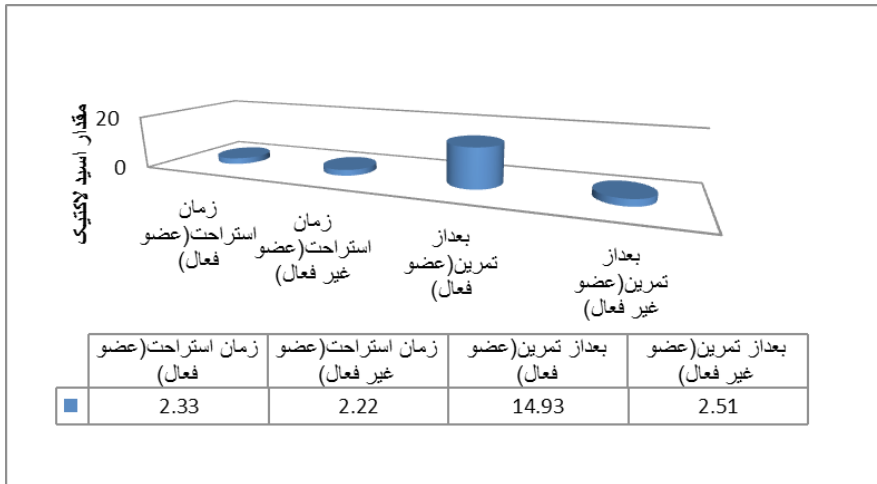 مقدار اسید لاکتیک
20
0
زمان
استراحت(عضو
فعال)
زمان
استراحت(عضو
غیر فعال)
بعداز
تمرین(عضو
فعال)
بعداز
تمرین(عضو
غیر فعال)
زمان استراحت(عضو
فعال)
زمان استراحت(عضو
غیر فعال)
بعداز تمرین(عضو
فعال)
بعداز تمرین(عضو
غیر فعال)
2.33
2.22
14.93
2.51